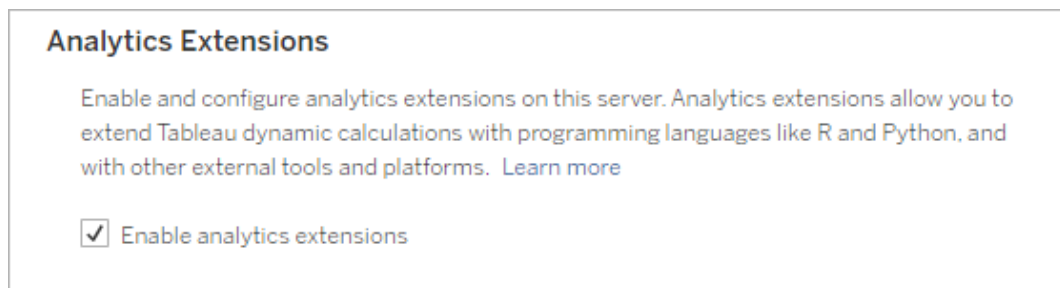 Analytics Extensions
Enable and configure analytics extensions on this server. Analytics extensions allow you to
extend Tableau dynamic calculations with programming languages like R and Python, and
with other external tools and platforms. Learn more
Enable analytics extensions